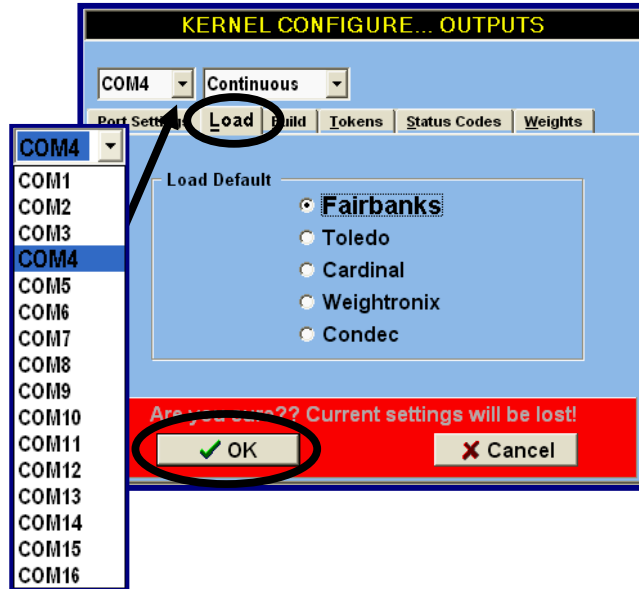 KERNEL CONFIGURE... OUTPUTS
COM4 Continuous
Port Settings Load Build Tokens Status Codes Weights
COM4
COM1
COM2
COM3
COM4
COM5
COM6
COM7
COM8
COM9
COM10
COM11
COM12
COM13
COM14
COM15
COM16
Load Default
Fairbanks
Toledo
Cardinal
Weightronix
Condec
Are you sure?? Current settings will be lost!
OK Cancel